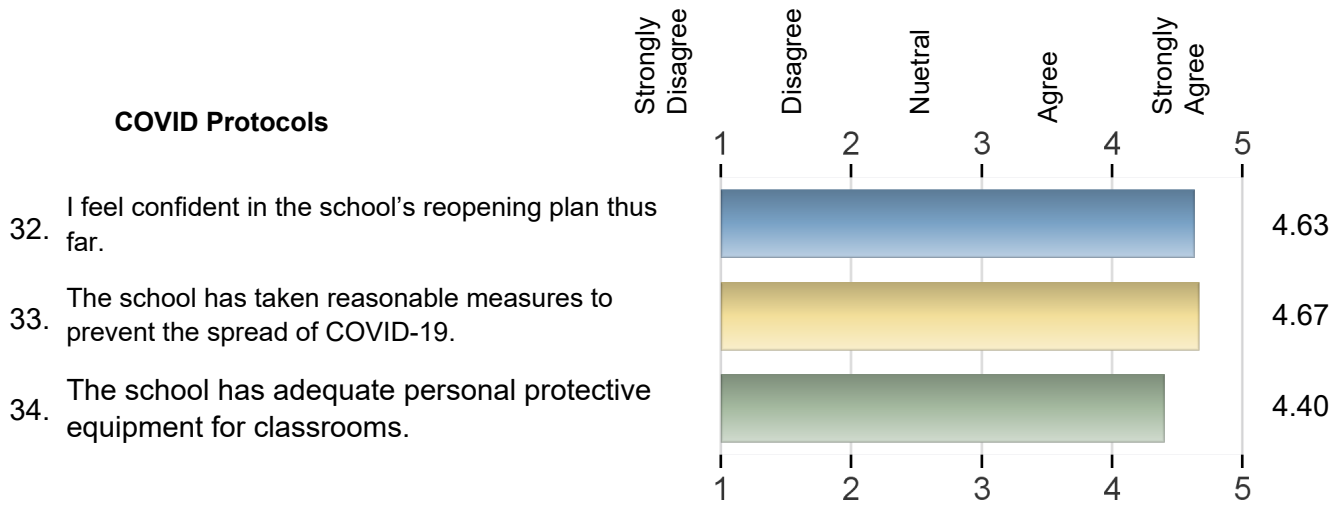 Strongly
Disagree
Disagree
Nuetral
Agree
Strongly
Agree
COVID Protocols
1 2 3 4 5
32. I feel confident in the school’s reopening plan thus
far.
4.63
33. The school has taken reasonable measures to
prevent the spread of COVID-19.
4.67
34. The school has adequate personal protective
equipment for classrooms.
4.40
1 2 3 4 5